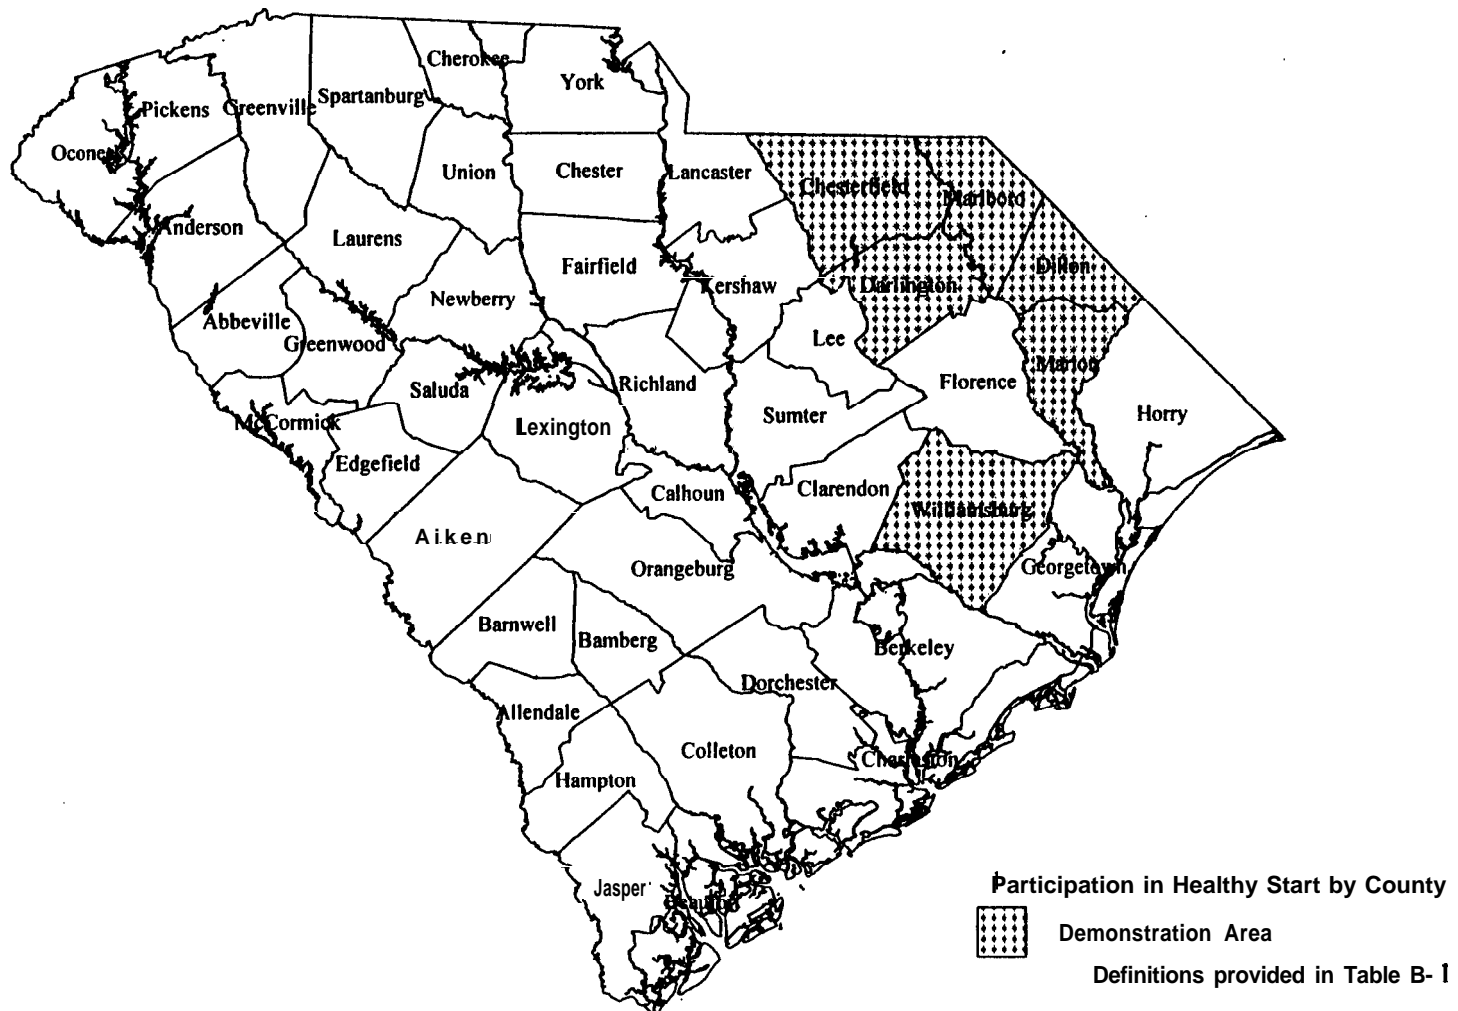 Cherokee
York
Pickens
Greenville
Spartanburg
Oconee
Union
Chester
Lancaster
Chesterfield
Marlboro
Anderson
Laurens
Fairfield
Newberry
Kershaw
Darlington
Dillon
Abbeville
Greenwood
Lee
Saluda
Richland
Florence
Marion
Horry
McCormick
Lexington
Sumter
Edgefield
Calhoun
Clarendon
Williamsburg
Aiken
Orangeburg
Georgetown
Barnwell
Bamberg
Berkeley
Dorchester
Allendale
Colleton
Charleston
Hampton
Jasper
Beaufort
Participation in Healthy Start by County
Demonstration Area
Definitions provided in Table B- 1